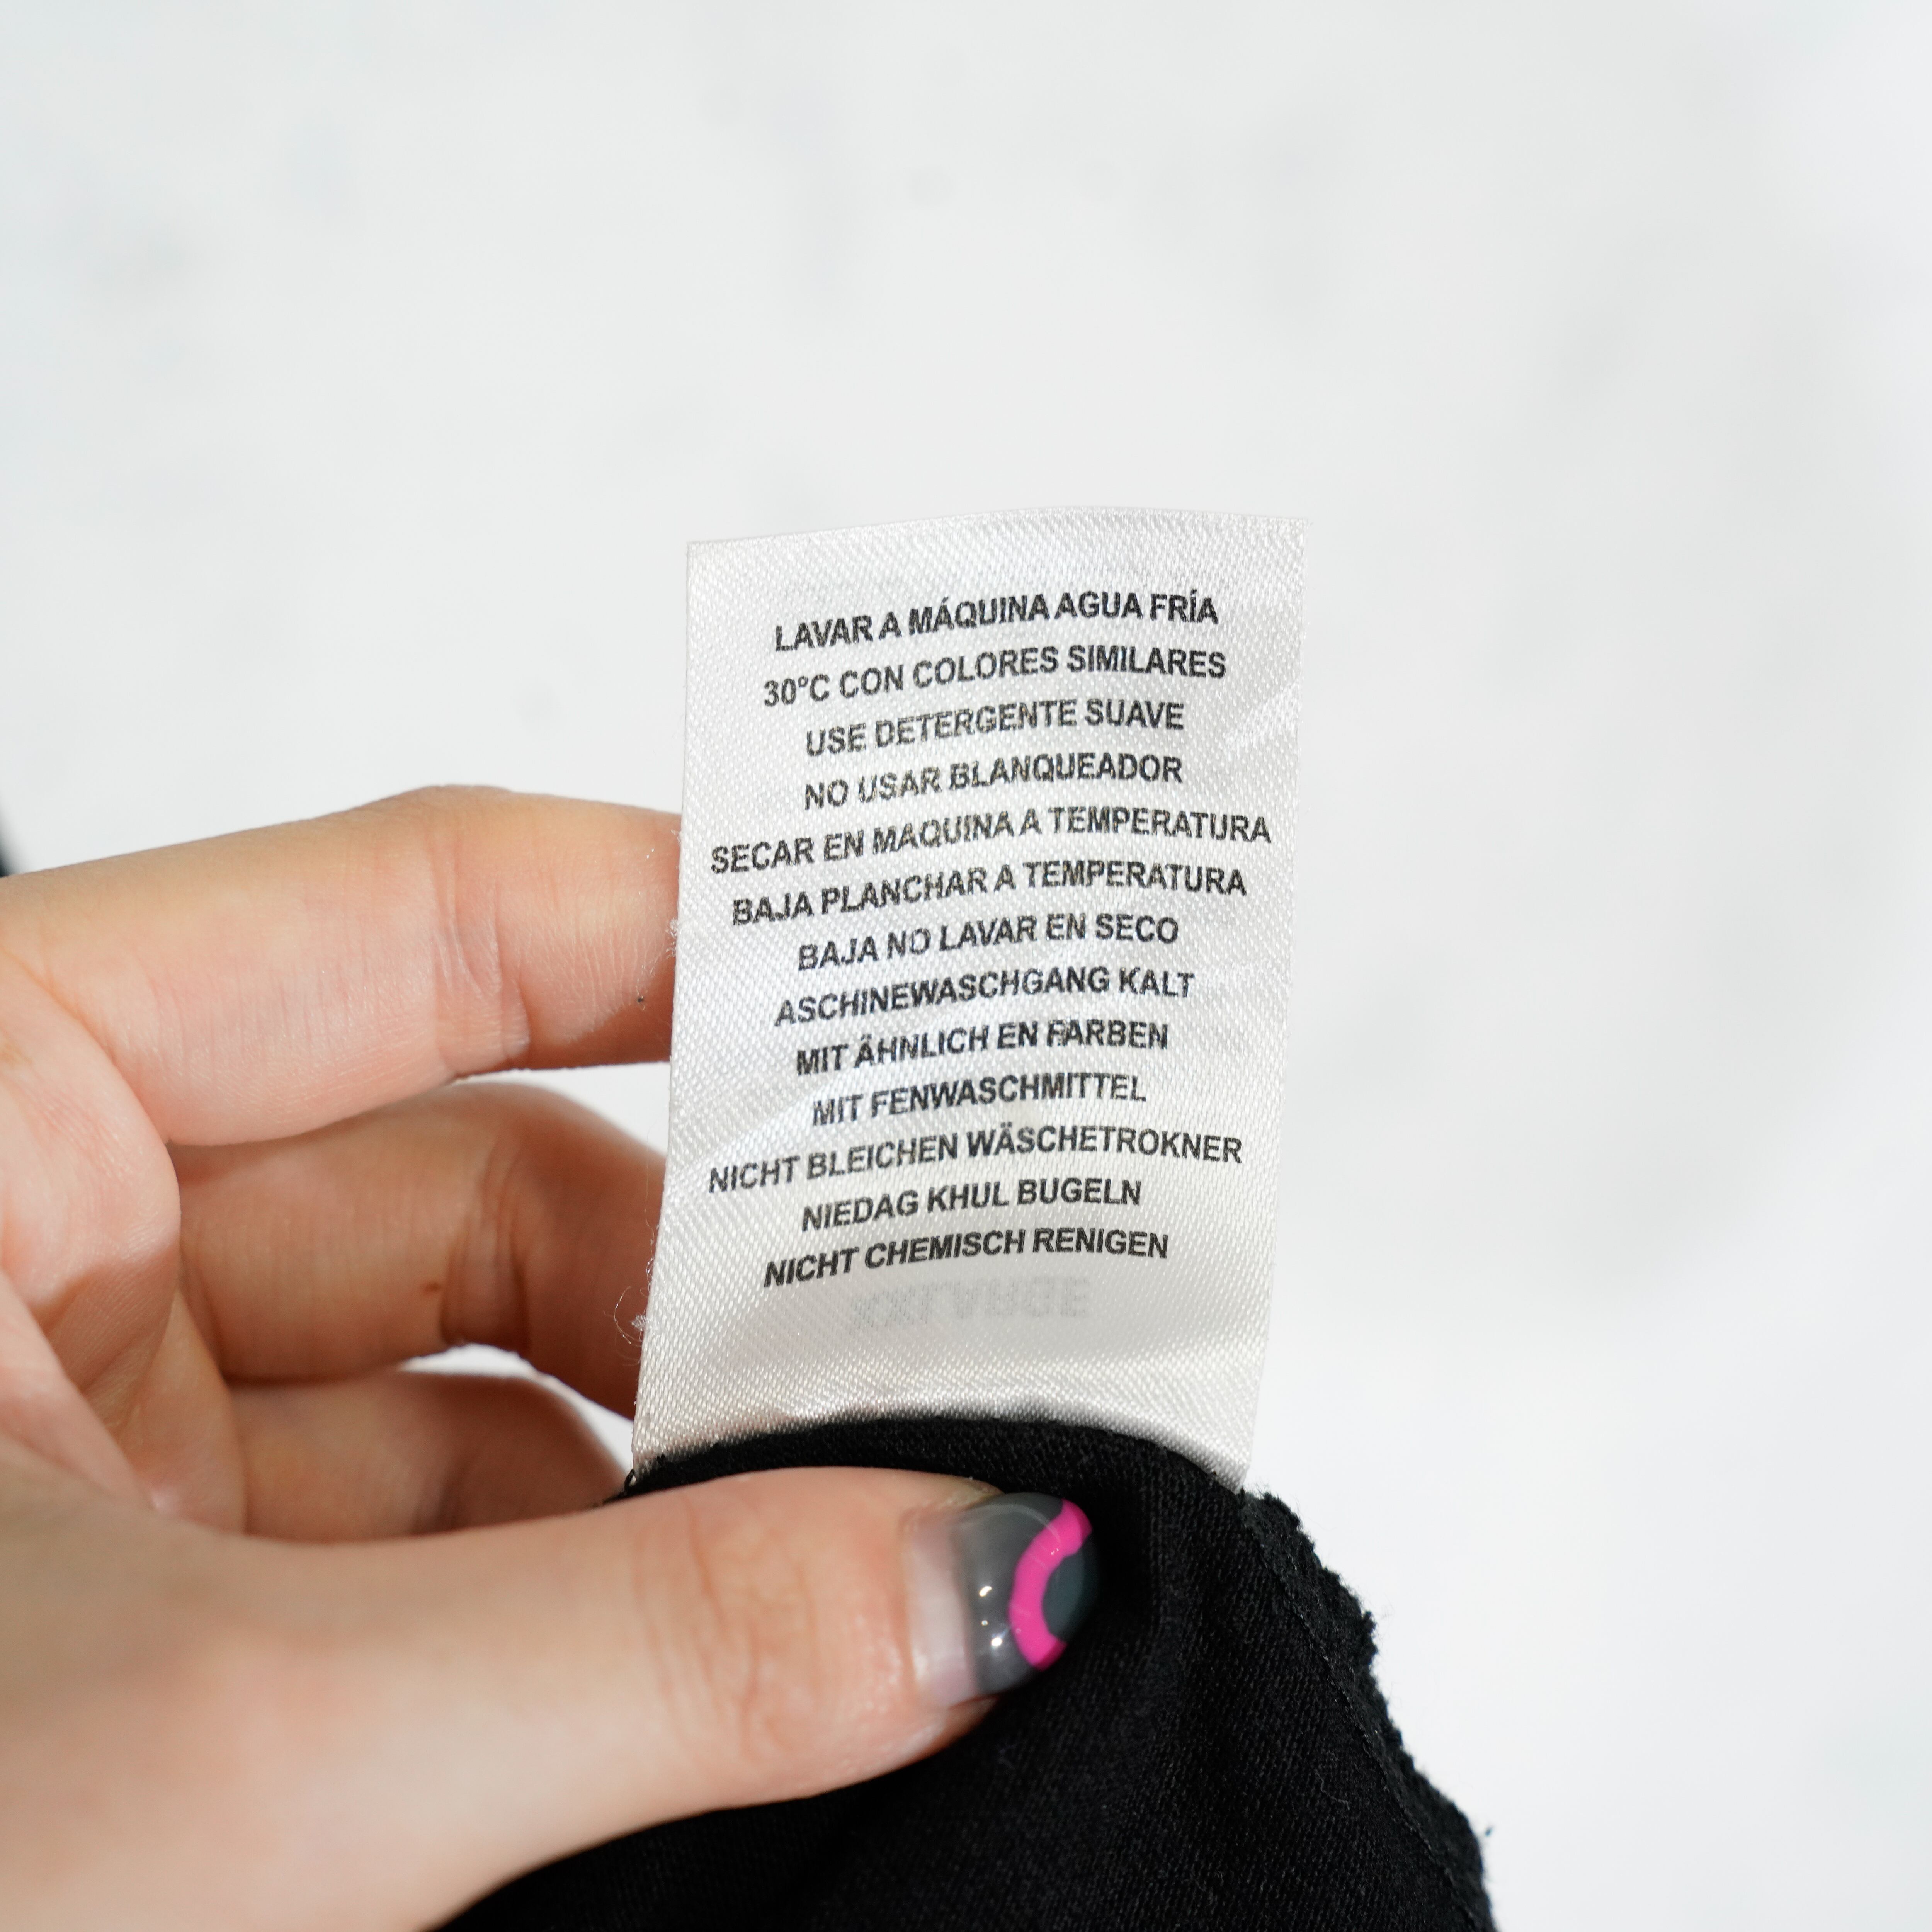 LAVAR A MÁQUINA AGUA FRÍA
30°C CON COLORES SIMILARES
USE DETERGENTE SUAVE
NO USAR BLANQUEADOR
SECAR EN MAQUINA A TEMPERATURA
BAJA PLANCHAR A TEMPERATURA
BAJA NO LAVAR EN SECO
ASCHINEWASCHGANG KALT
MIT ÄHNLICH EN FARBEN
MIT FENWASCHMITTEL
NICHT BLEICHEN WÄSCHETROKNER
NIEDAG KHUL BUGELN
NICHT CHEMISCH RENIGEN